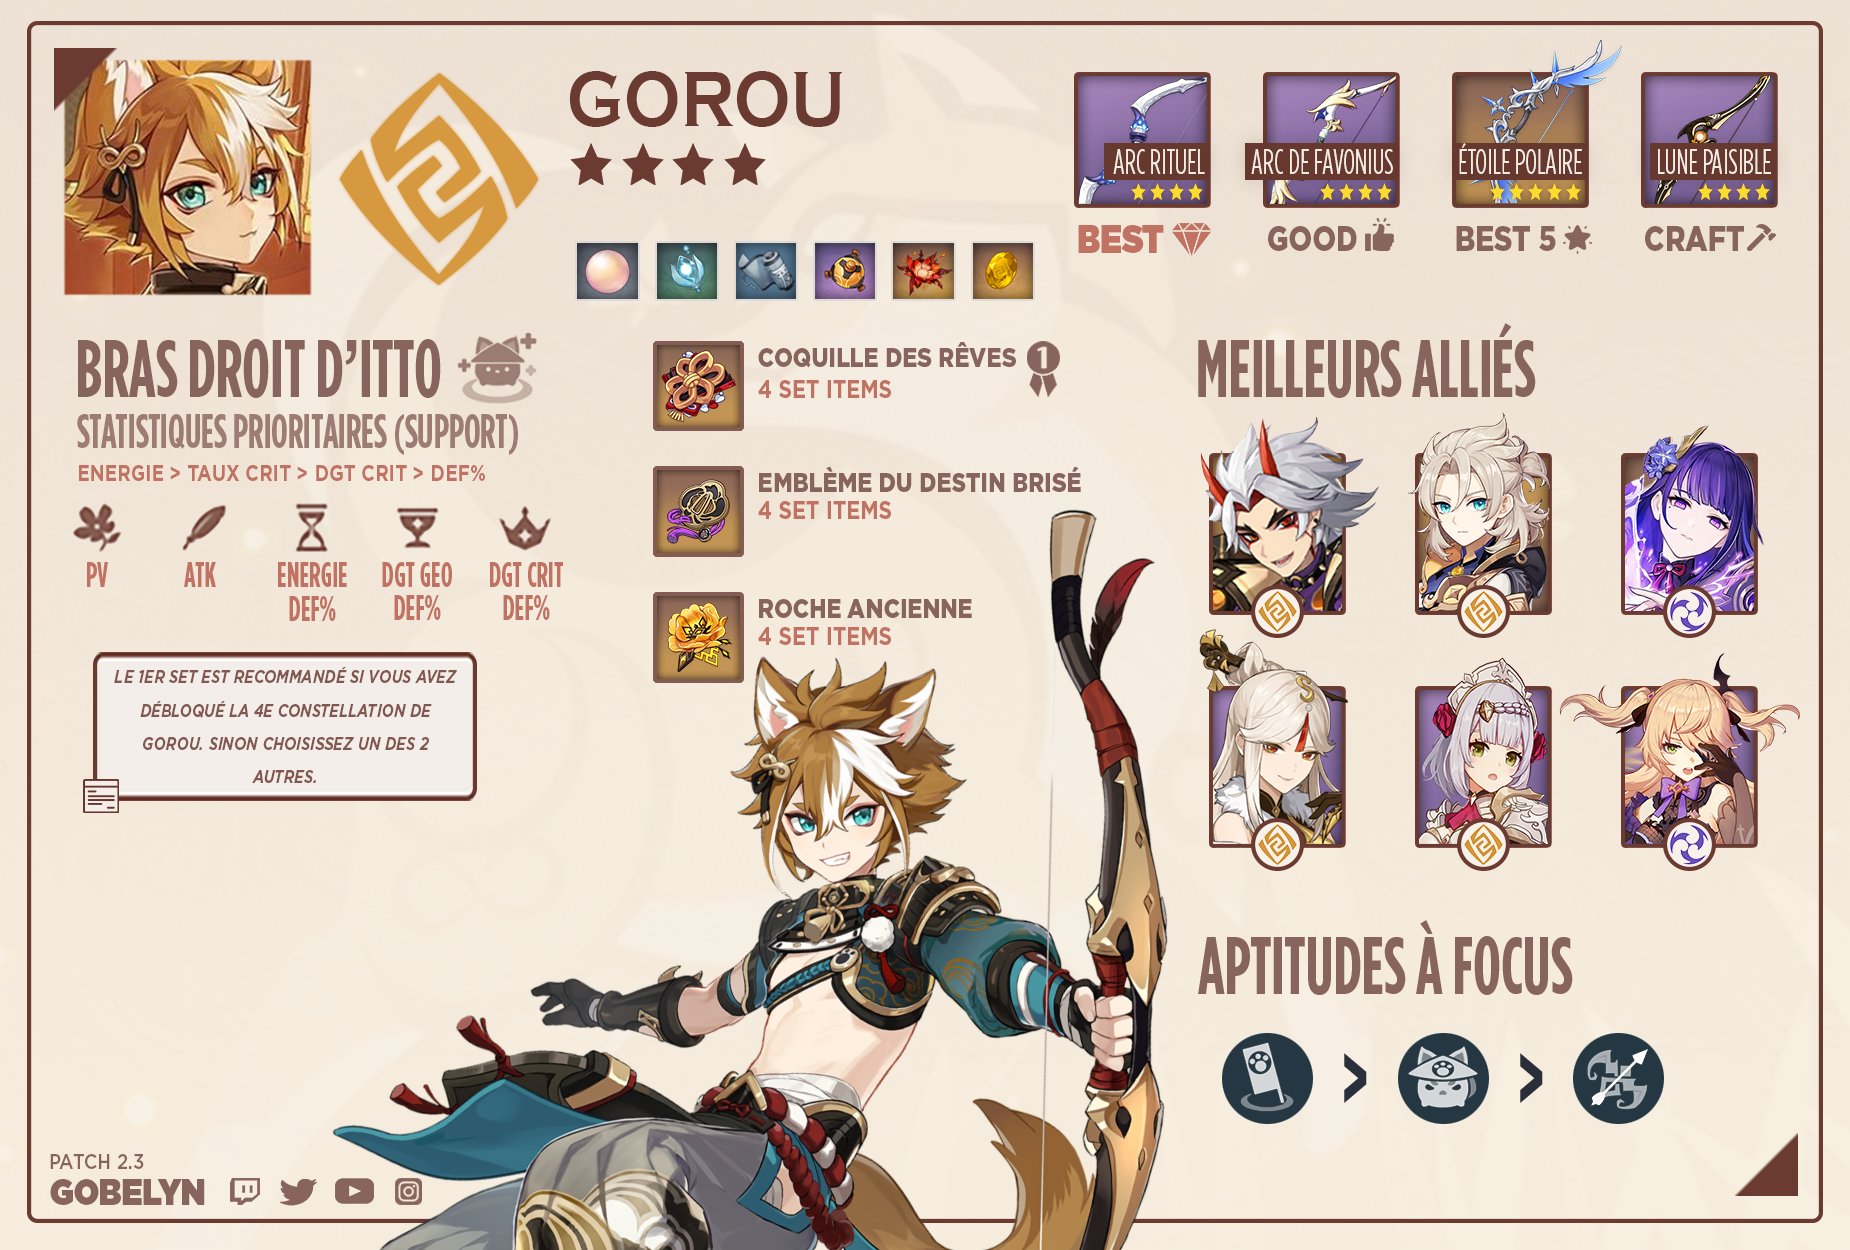 GOROU
ARC RITUEL
BEST
ARC DE FAVONIUS
GOOD
ÉTOILE POLAIRE
BEST 5
LUNE PAISIBLE
CRAFT
BRAS DROIT D'ITTO
STATISTIQUES PRIORITAIRES (SUPPORT)
ENERGIE > TAUX CRIT > DGT CRIT > DEF%
PV
ATK
ENERGIE
DEF%
DGT GEO
DEF%
DGT CRIT
DEF%
LE 1ER SET EST RECOMMANDÉ SI VOUS AVEZ
DÉBLOQUÉ LA 4E CONSTELLATION DE
GOROU. SINON CHOISISSEZ UN DES 2
AUTRES.
COQUILLE DES RÊVES
1
4 SET ITEMS
EMBLÈME DU DESTIN BRISÉ
4 SET ITEMS
ROCHE ANCIENNE
4 SET ITEMS
MEILLEURS ALLIÉS
APTITUDES À FOCUS
> >
PATCH 2.3
GOBELYN